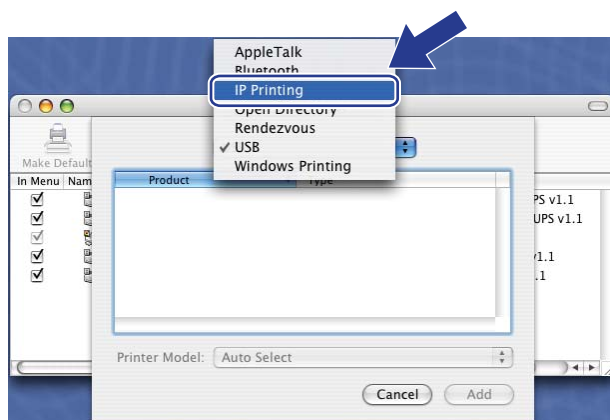 AppleTalk
Bluetooth
IP Printing
Open Directory
Rendezvous
✓ USB
Windows Printing
Make Default
In Menu Nam
Product Type
PS v1.1
UPS v1.1
v1.1
.1
Printer Model: Auto Select
Cancel Add